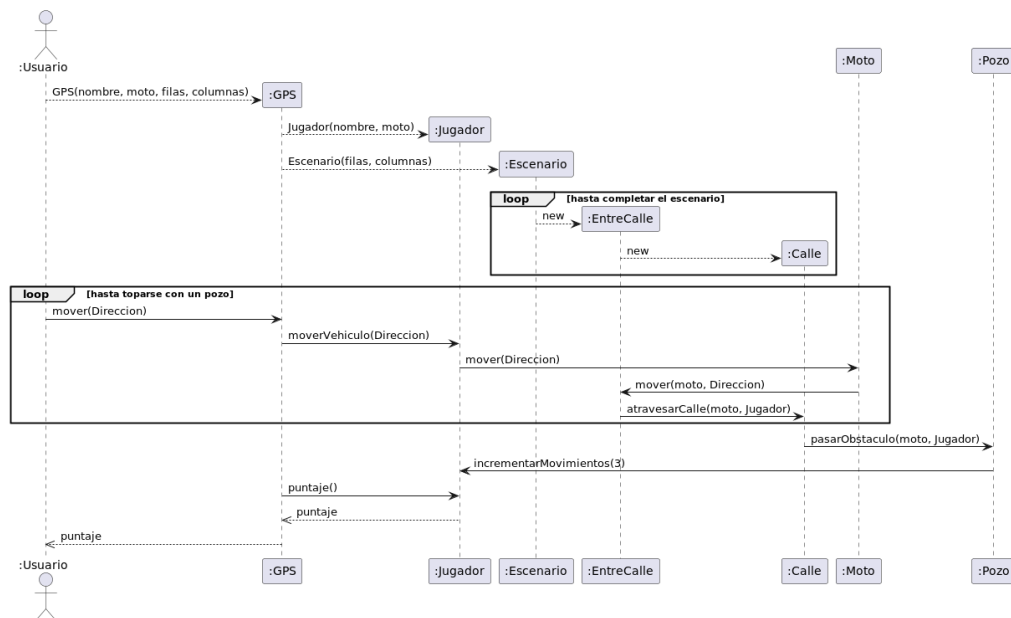 :Usuario
:Moto
:Pozo
GPS(nombre, moto, filas, columnas)
:GPS
Jugador(nombre, moto)
:Jugador
Escenario(filas, columnas)
:Escenario
loop
[hasta completar el escenario]
new
:EntreCalle
new
:Calle
loop
[hasta toparse con un pozo]
mover(Direccion)
moverVehiculo(Direccion)
mover(Direccion)
mover(moto, Direccion)
atravesarCalle(moto, Jugador)
pasarObstaculo(moto, Jugador)
incrementarMovimientos(3)
puntaje()
puntaje
puntaje
:Usuario
:GPS
:Jugador
:Escenario
:EntreCalle
:Calle
:Moto
:Pozo